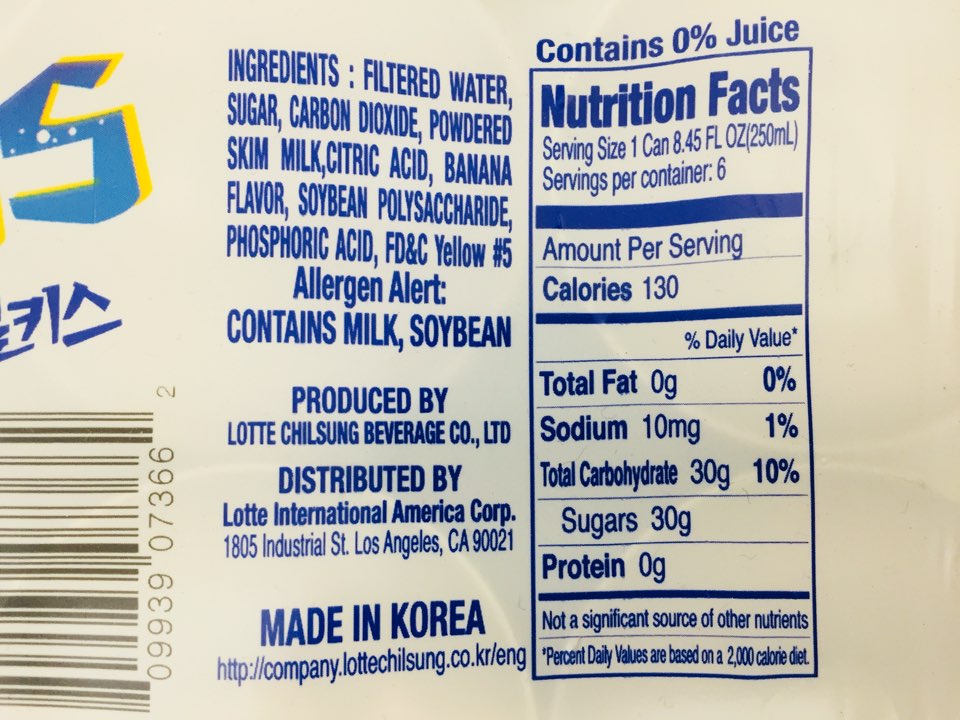 S
키스
2
09939 07366
INGREDIENTS : FILTERED WATER,
SUGAR, CARBON DIOXIDE, POWDERED
SKIM MILK,CITRIC ACID, BANANA
FLAVOR, SOYBEAN POLYSACCHARIDE,
PHOSPHORIC ACID, FD&C Yellow #5
Allergen Alert:
CONTAINS MILK, SOYBEAN
PRODUCED BY
LOTTE CHILSUNG BEVERAGE CO., LTD
DISTRIBUTED BY
Lotte International America Corp.
1805 Industrial St. Los Angeles, CA 90021
MADE IN KOREA
http://company.lottechilsung.co.kr/eng
Contains 0% Juice
Nutrition Facts
Serving Size 1 Can 8.45 FL OZ(250mL)
Servings per container: 6
Amount Per Serving
Calories 130
% Daily Value*
Total Fat 0g 0%
Sodium 10mg 1%
Total Carbohydrate 30g 10%
Sugars 30g
Protein 0g
Not a significant source of other nutrients
*Percent Daily Values are based on a 2,000 calorie diet.